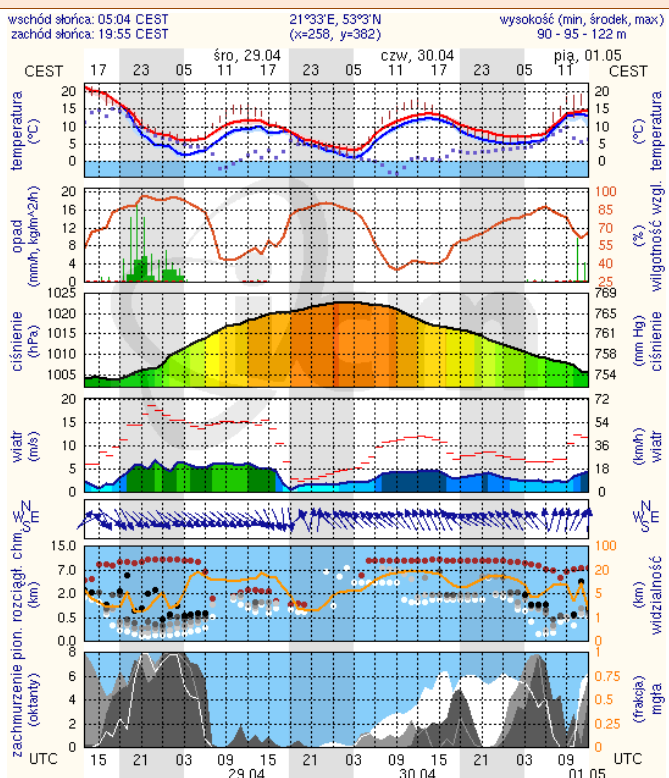 wschód słońca: 05:04 CEST 21°33'E, 53°3'N wysokość (min, środek, max)
zachód słońca: 19:55 CEST (x=258, y=382) 90 - 95 - 122 m
śro, 29.04 czw, 30.04 pią, 01.05
CEST 17 23 05 11 17 23 05 11 17 23 05 11 CEST
temperatura (°C)
20 15 10 5 0
20 15 10 5 0
temperatura (°C)
opad (mm/h, kg/m^2/h)
20 16 12 8 4 0
100 85 70 55 40 25
wilgotność wzgl. (%)
ciśnienie (hPa)
1025 1020 1015 1010 1005
769 765 761 758 754
ciśnienie (mm Hg)
wiatr (m/s)
20 15 10 5 0
72 54 36 18 0
wiatr (km/h)
N W E S
N W E S
pion. rozciągł. chm. (km)
15.0 7.0 2.0 0.5 0.0
100 20 5 1 0
widzialność (km)
zachmurzenie (oktanty)
8 6 4 2 0
1 0.75 0.5 0.25 0
mgła (frakcja)
UTC 15 21 03 09 15 21 03 09 15 21 03 09 UTC
29.04 30.04 01.05